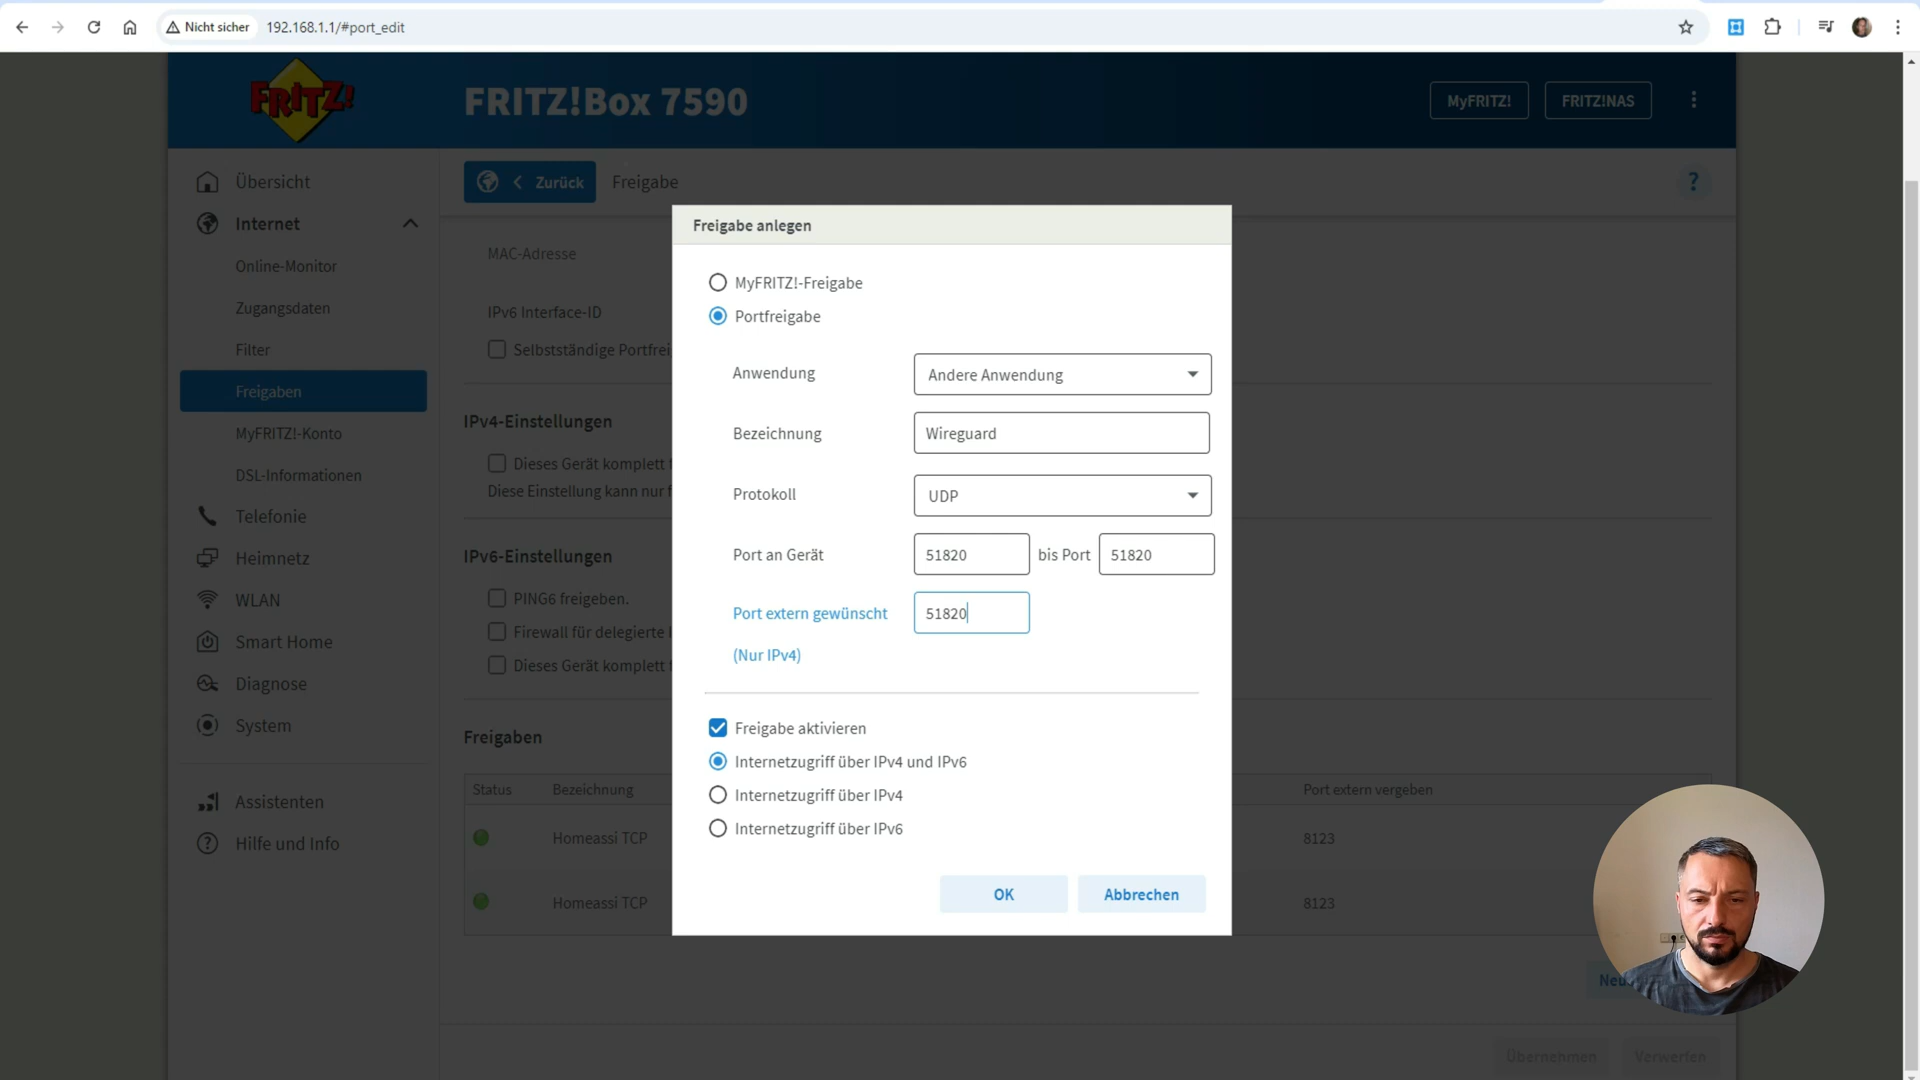 Nicht sicher
192.168.1.1/#port_edit
FRITZ!
FRITZ!Box 7590
MyFRITZ!
FRITZ!NAS
Übersicht
Internet
Online-Monitor
Zugangsdaten
Filter
Freigaben
MyFRITZ!-Konto
DSL-Informationen
Telefonie
Heimnetz
WLAN
Smart Home
Diagnose
System
Assistenten
Hilfe und Info
Zurück
Freigabe
?
MAC-Adresse
IPv6 Interface-ID
Selbstständige Portfrei
IPv4-Einstellungen
Dieses Gerät komplett f
Diese Einstellung kann nur f
IPv6-Einstellungen
PING6 freigeben.
Firewall für delegierte
Dieses Gerät komplett f
Freigaben
Status
Bezeichnung
Port extern vergeben
Homeassi TCP
8123
Homeassi TCP
8123
Neu
Übernehmen
Verwerfen
Freigabe anlegen
MyFRITZ!-Freigabe
Portfreigabe
Anwendung
Andere Anwendung
Bezeichnung
Wireguard
Protokoll
UDP
Port an Gerät
51820
bis Port
51820
Port extern gewünscht
51820
(Nur IPv4)
Freigabe aktivieren
Internetzugriff über IPv4 und IPv6
Internetzugriff über IPv4
Internetzugriff über IPv6
OK
Abbrechen